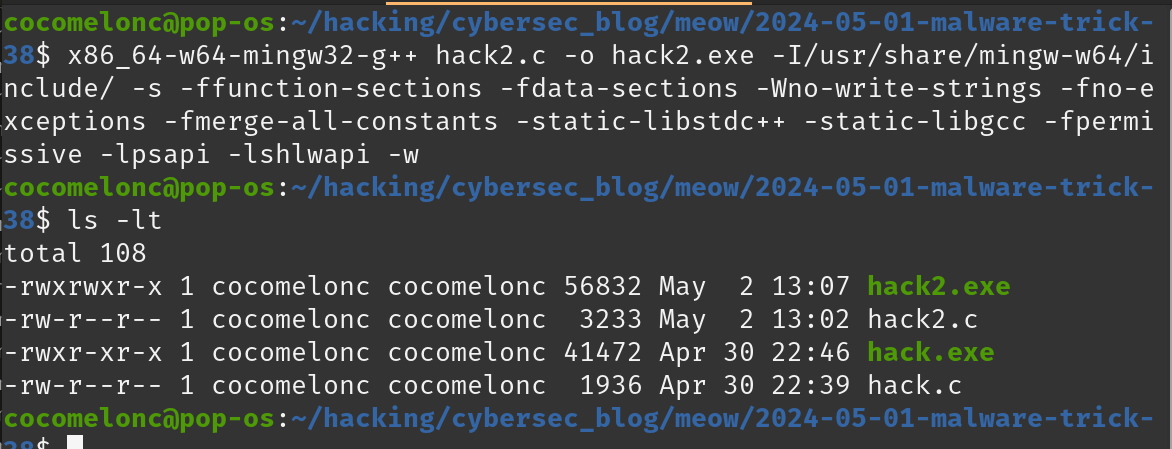 cocomelonc@pop-os:~/hacking/cybersec_blog/meow/2024-05-01-malware-trick-
38$ x86_64-w64-mingw32-g++ hack2.c -o hack2.exe -I/usr/share/mingw-w64/i
nclude/ -s -ffunction-sections -fdata-sections -Wno-write-strings -fno-e
xceptions -fmerge-all-constants -static-libstdc++ -static-libgcc -fpermi
ssive -lpsapi -lshlwapi -w
cocomelonc@pop-os:~/hacking/cybersec_blog/meow/2024-05-01-malware-trick-
38$ ls -lt
total 108
-rwxrwxr-x 1 cocomelonc cocomelonc 56832 May  2 13:07 hack2.exe
-rw-r--r-- 1 cocomelonc cocomelonc  3233 May  2 13:02 hack2.c
-rwxr-xr-x 1 cocomelonc cocomelonc 41472 Apr 30 22:46 hack.exe
-rw-r--r-- 1 cocomelonc cocomelonc  1936 Apr 30 22:39 hack.c
cocomelonc@pop-os:~/hacking/cybersec_blog/meow/2024-05-01-malware-trick-
38$